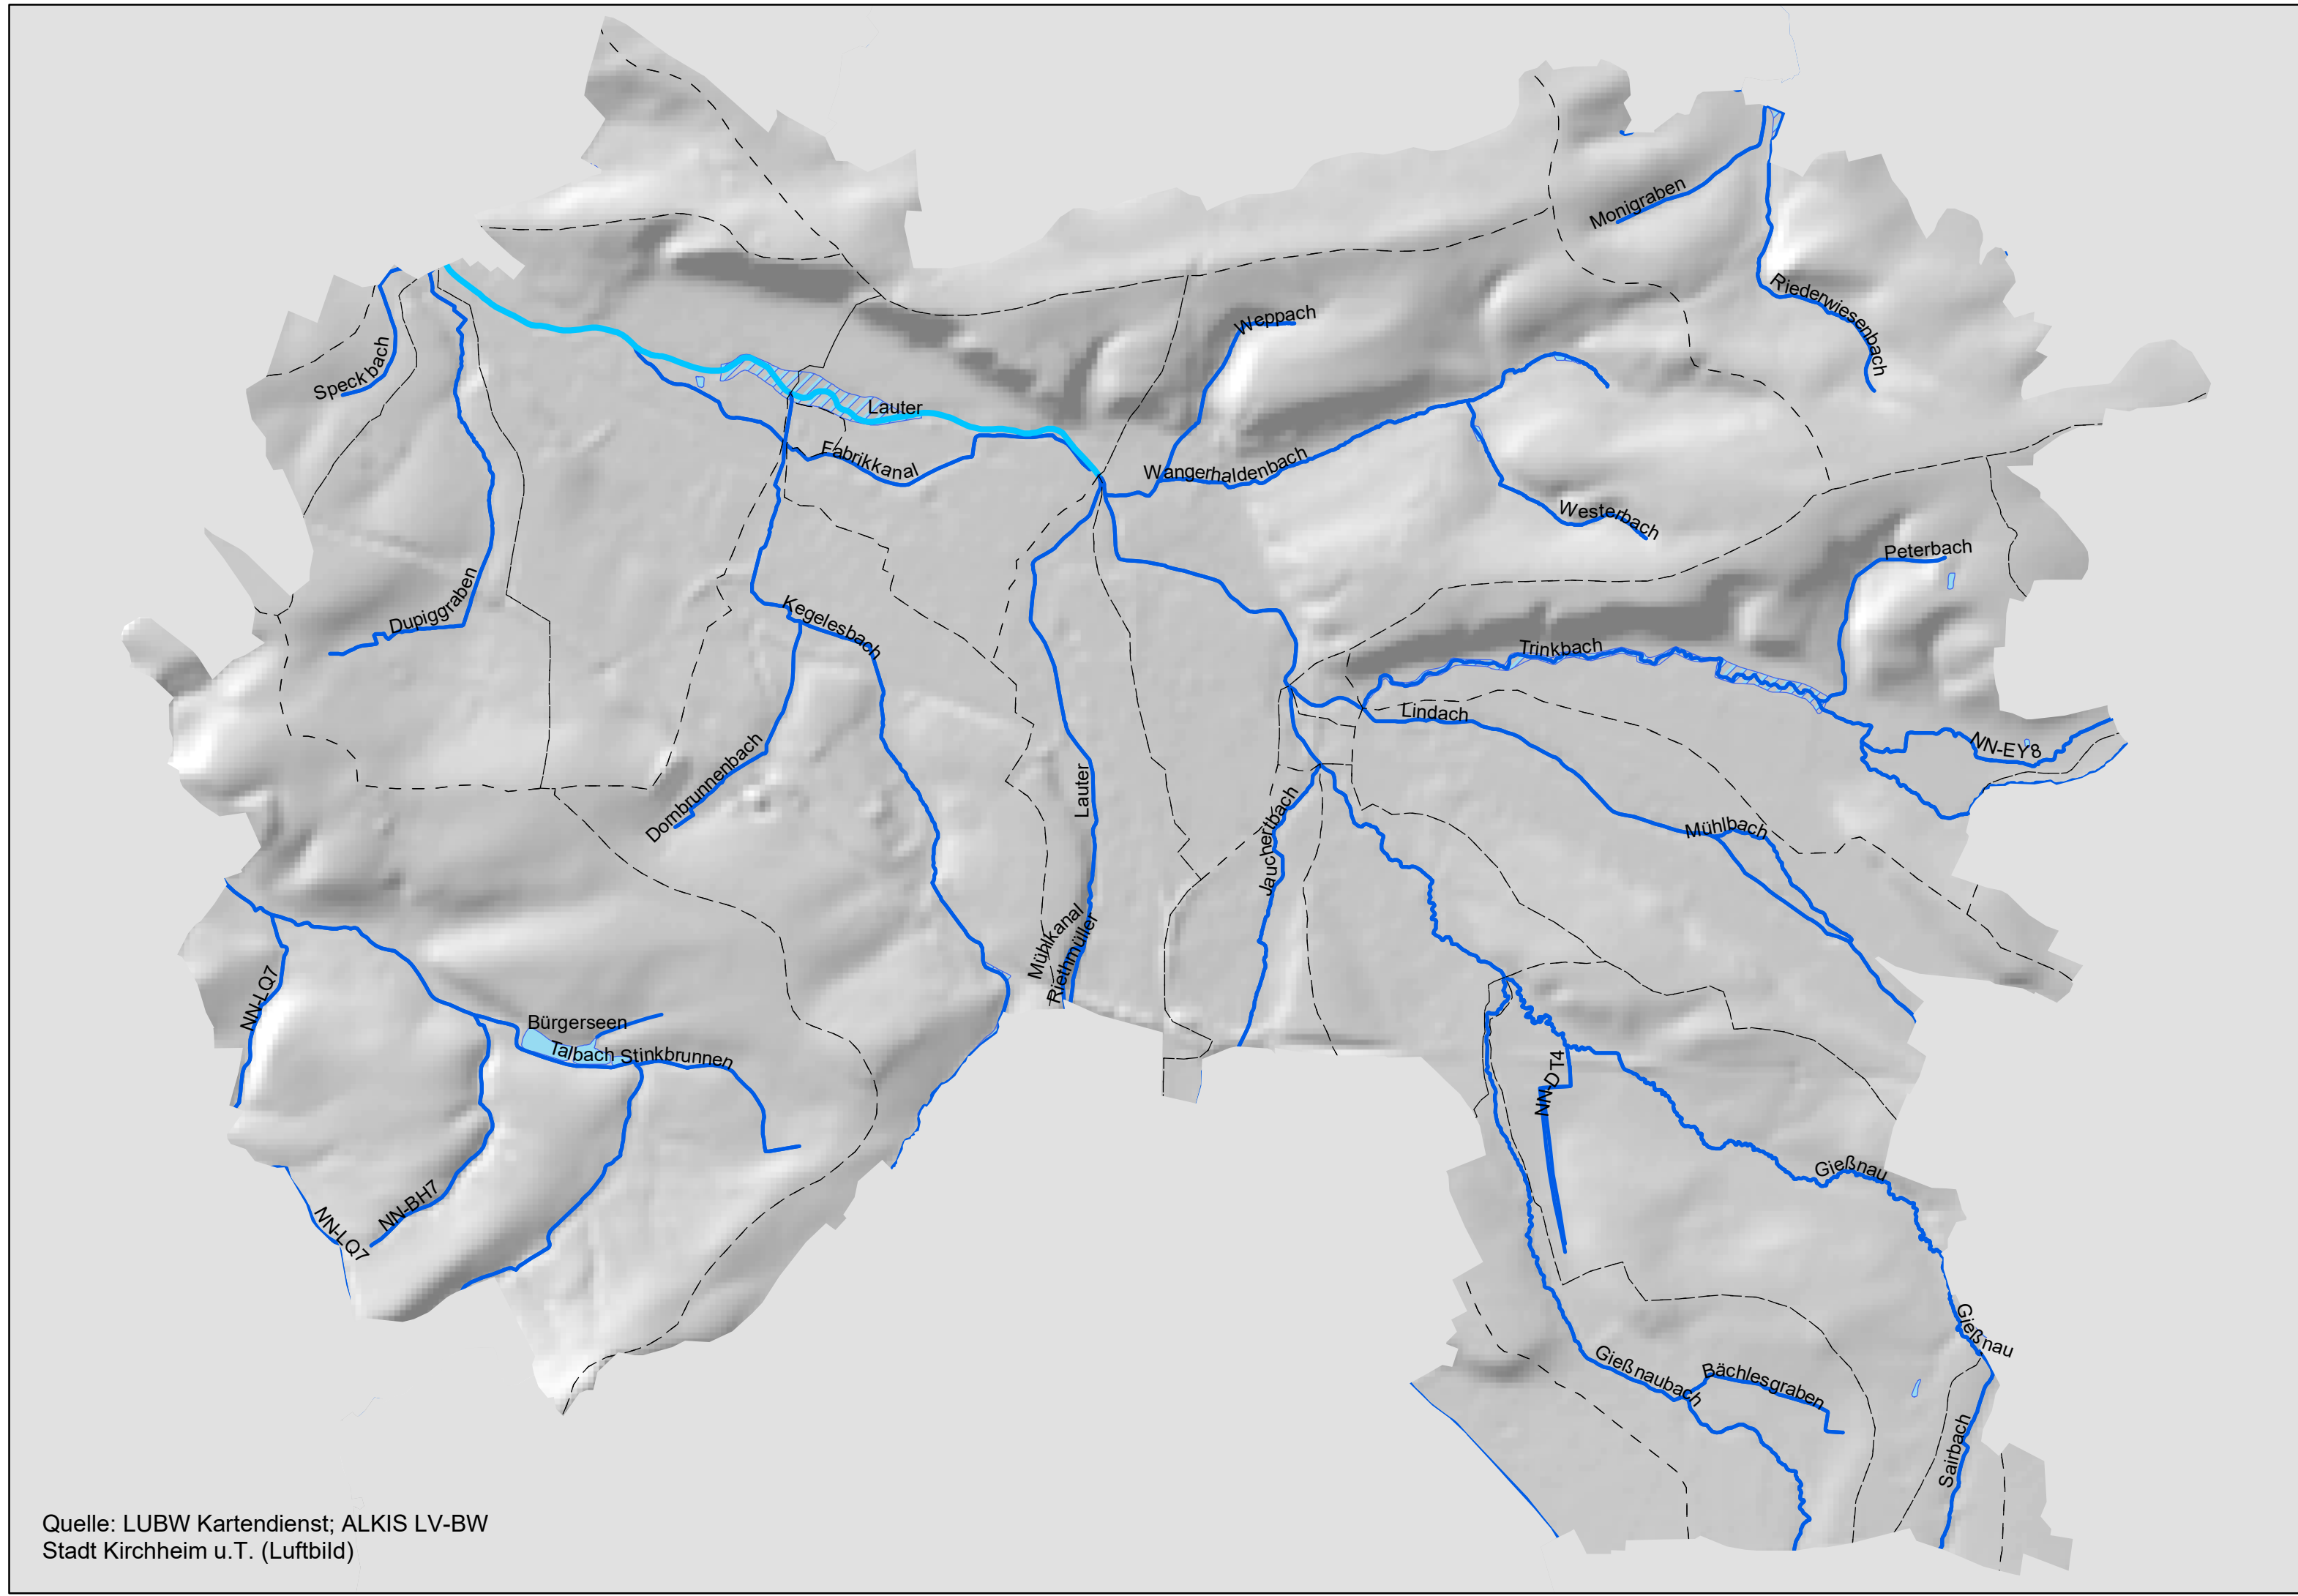 Monigraben
Riederwiesenbach
Weppach
Speckbach
Lauter
Fabrikkanal
Wangerhaldenbach
Westerbach
Peterbach
Dupiggraben
Kegelesbach
Trinkbach
Lindach
NN-EY8
Dornbrunnenbach
Lauter
Jauchertbach
Mühlbach
Mühlkanal
Riethmüller
NN-LQ7
Bürgerseen
Talbach Stinkbrunnen
NN-DT4
Gießnau
NN-BH7
NN-LQ7
Gießnau
Gießnaubach
Bächlesgraben
Sairbach
Quelle: LUBW Kartendienst; ALKIS LV-BW
Stadt Kirchheim u.T. (Luftbild)